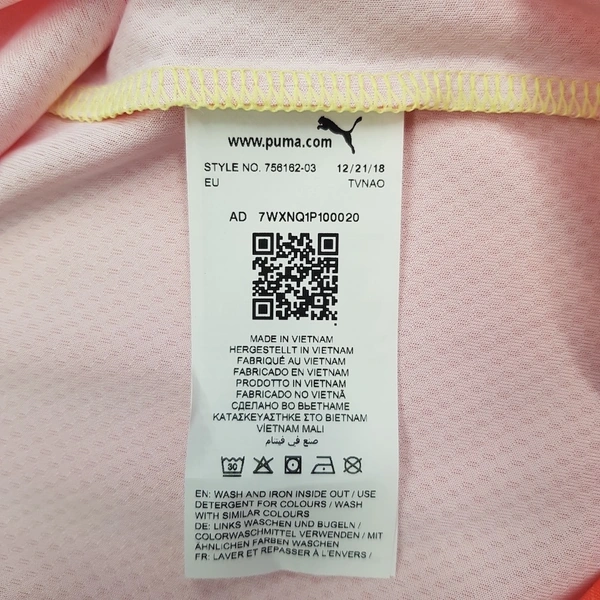 www.puma.com
STYLE NO. 756162-03 12/21/18
EU TVNAO
AD 7WXNQ1P100020
MADE IN VIETNAM
HERGESTELLT IN VIETNAM
FABRIQUÉ AU VIETNAM
FABRICADO EN VIETNAM
PRODOTTO IN VIETNAM
FABRICADO NO VIETNÃ
СДЕЛАНО ВО ВЬЕТНАМЕ
ΚΑΤΑΣΚΕΥΑΣΤΗΚΕ ΣΤΟ ΒΙΕΤΝΑΜ
VİETNAM MALI
صنع في فيتنام
30
EN: WASH AND IRON INSIDE OUT / USE
DETERGENT FOR COLOURS / WASH
WITH SIMILAR COLOURS
DE: LINKS WASCHEN UND BUGELN /
COLORWASCHMITTEL VERWENDEN / MIT
ÄHNLICHEN FARBEN WASCHEN
FR: LAVER ET REPASSER À L'ENVERS /